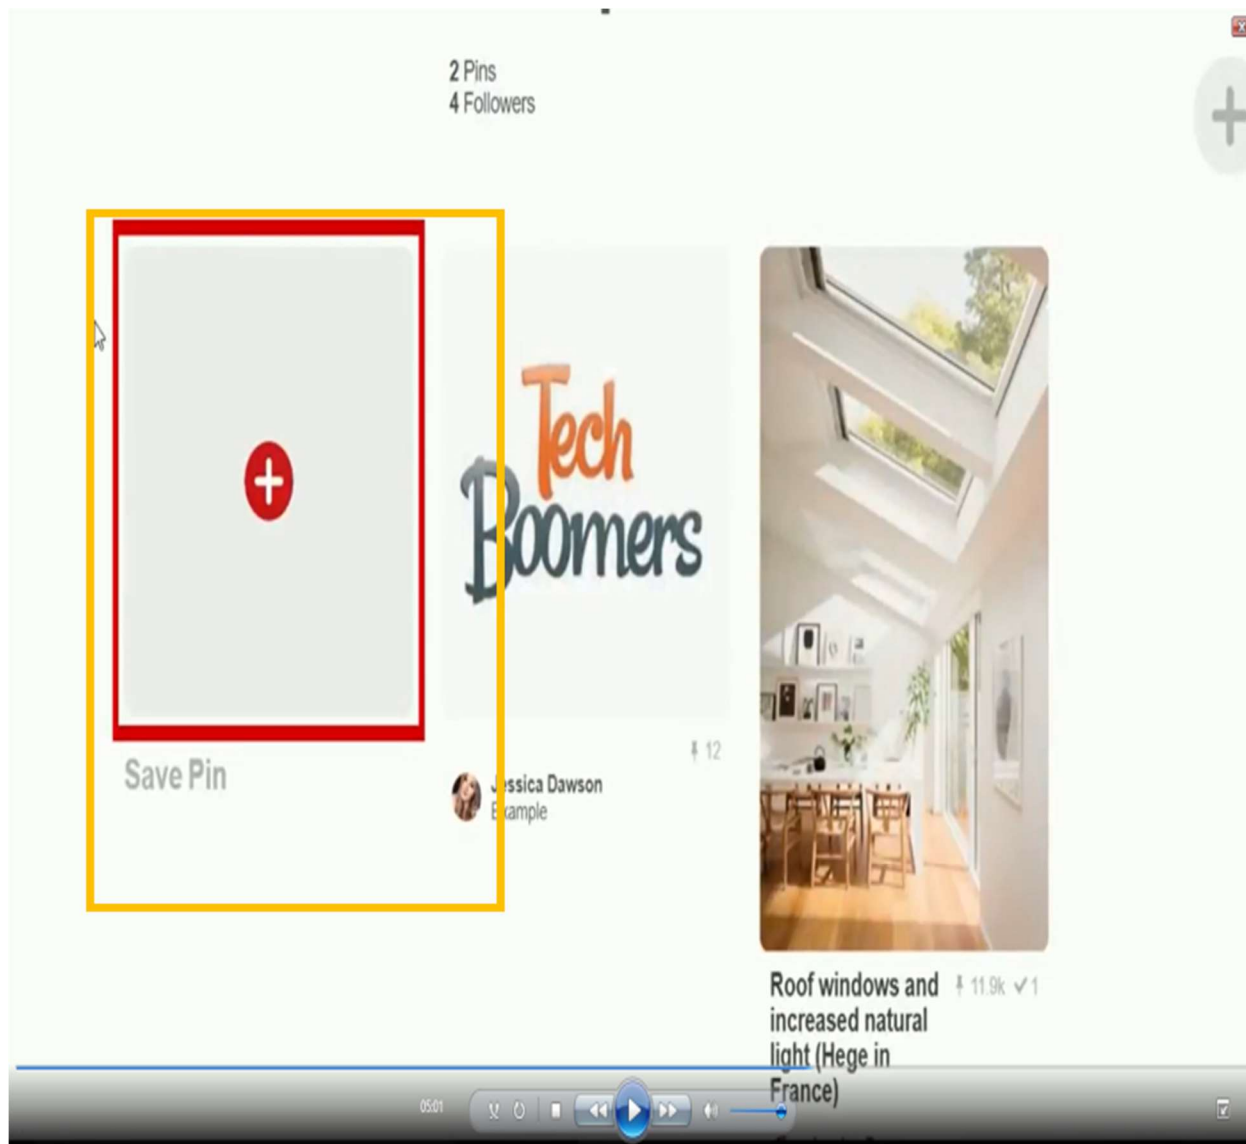 2 Pins
4 Followers
Tech
Boomers
Save Pin
12
Jessica Dawson
Example
Roof windows and
increased natural
light (Hege in
France)
11.9k ✓1
05:01